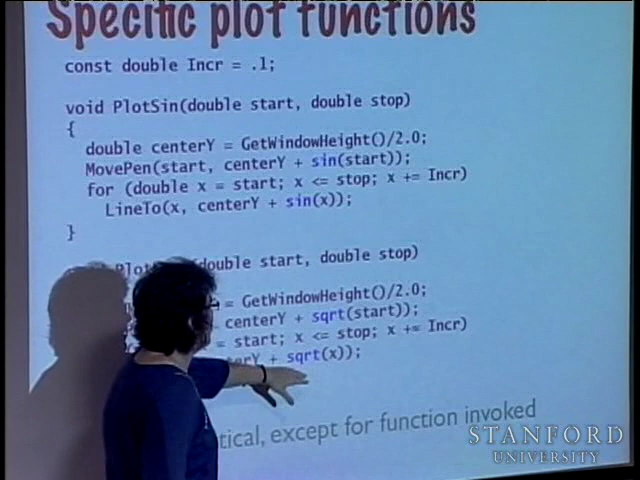 Specific plot functions
const double Incr = .1;
void PlotSin(double start, double stop)
{
double centerY = GetWindowHeight()/2.0;
MovePen(start, centerY + sin(start));
for (double x = start; x <= stop; x += Incr)
LineTo(x, centerY + sin(x));
}
(double start, double stop)
= GetWindowHeight()/2.0;
centerY + sqrt(start));
= start; x <= stop; x += Incr)
+ sqrt(x));
except for function invoked
STANFORD
UNIVERSITY